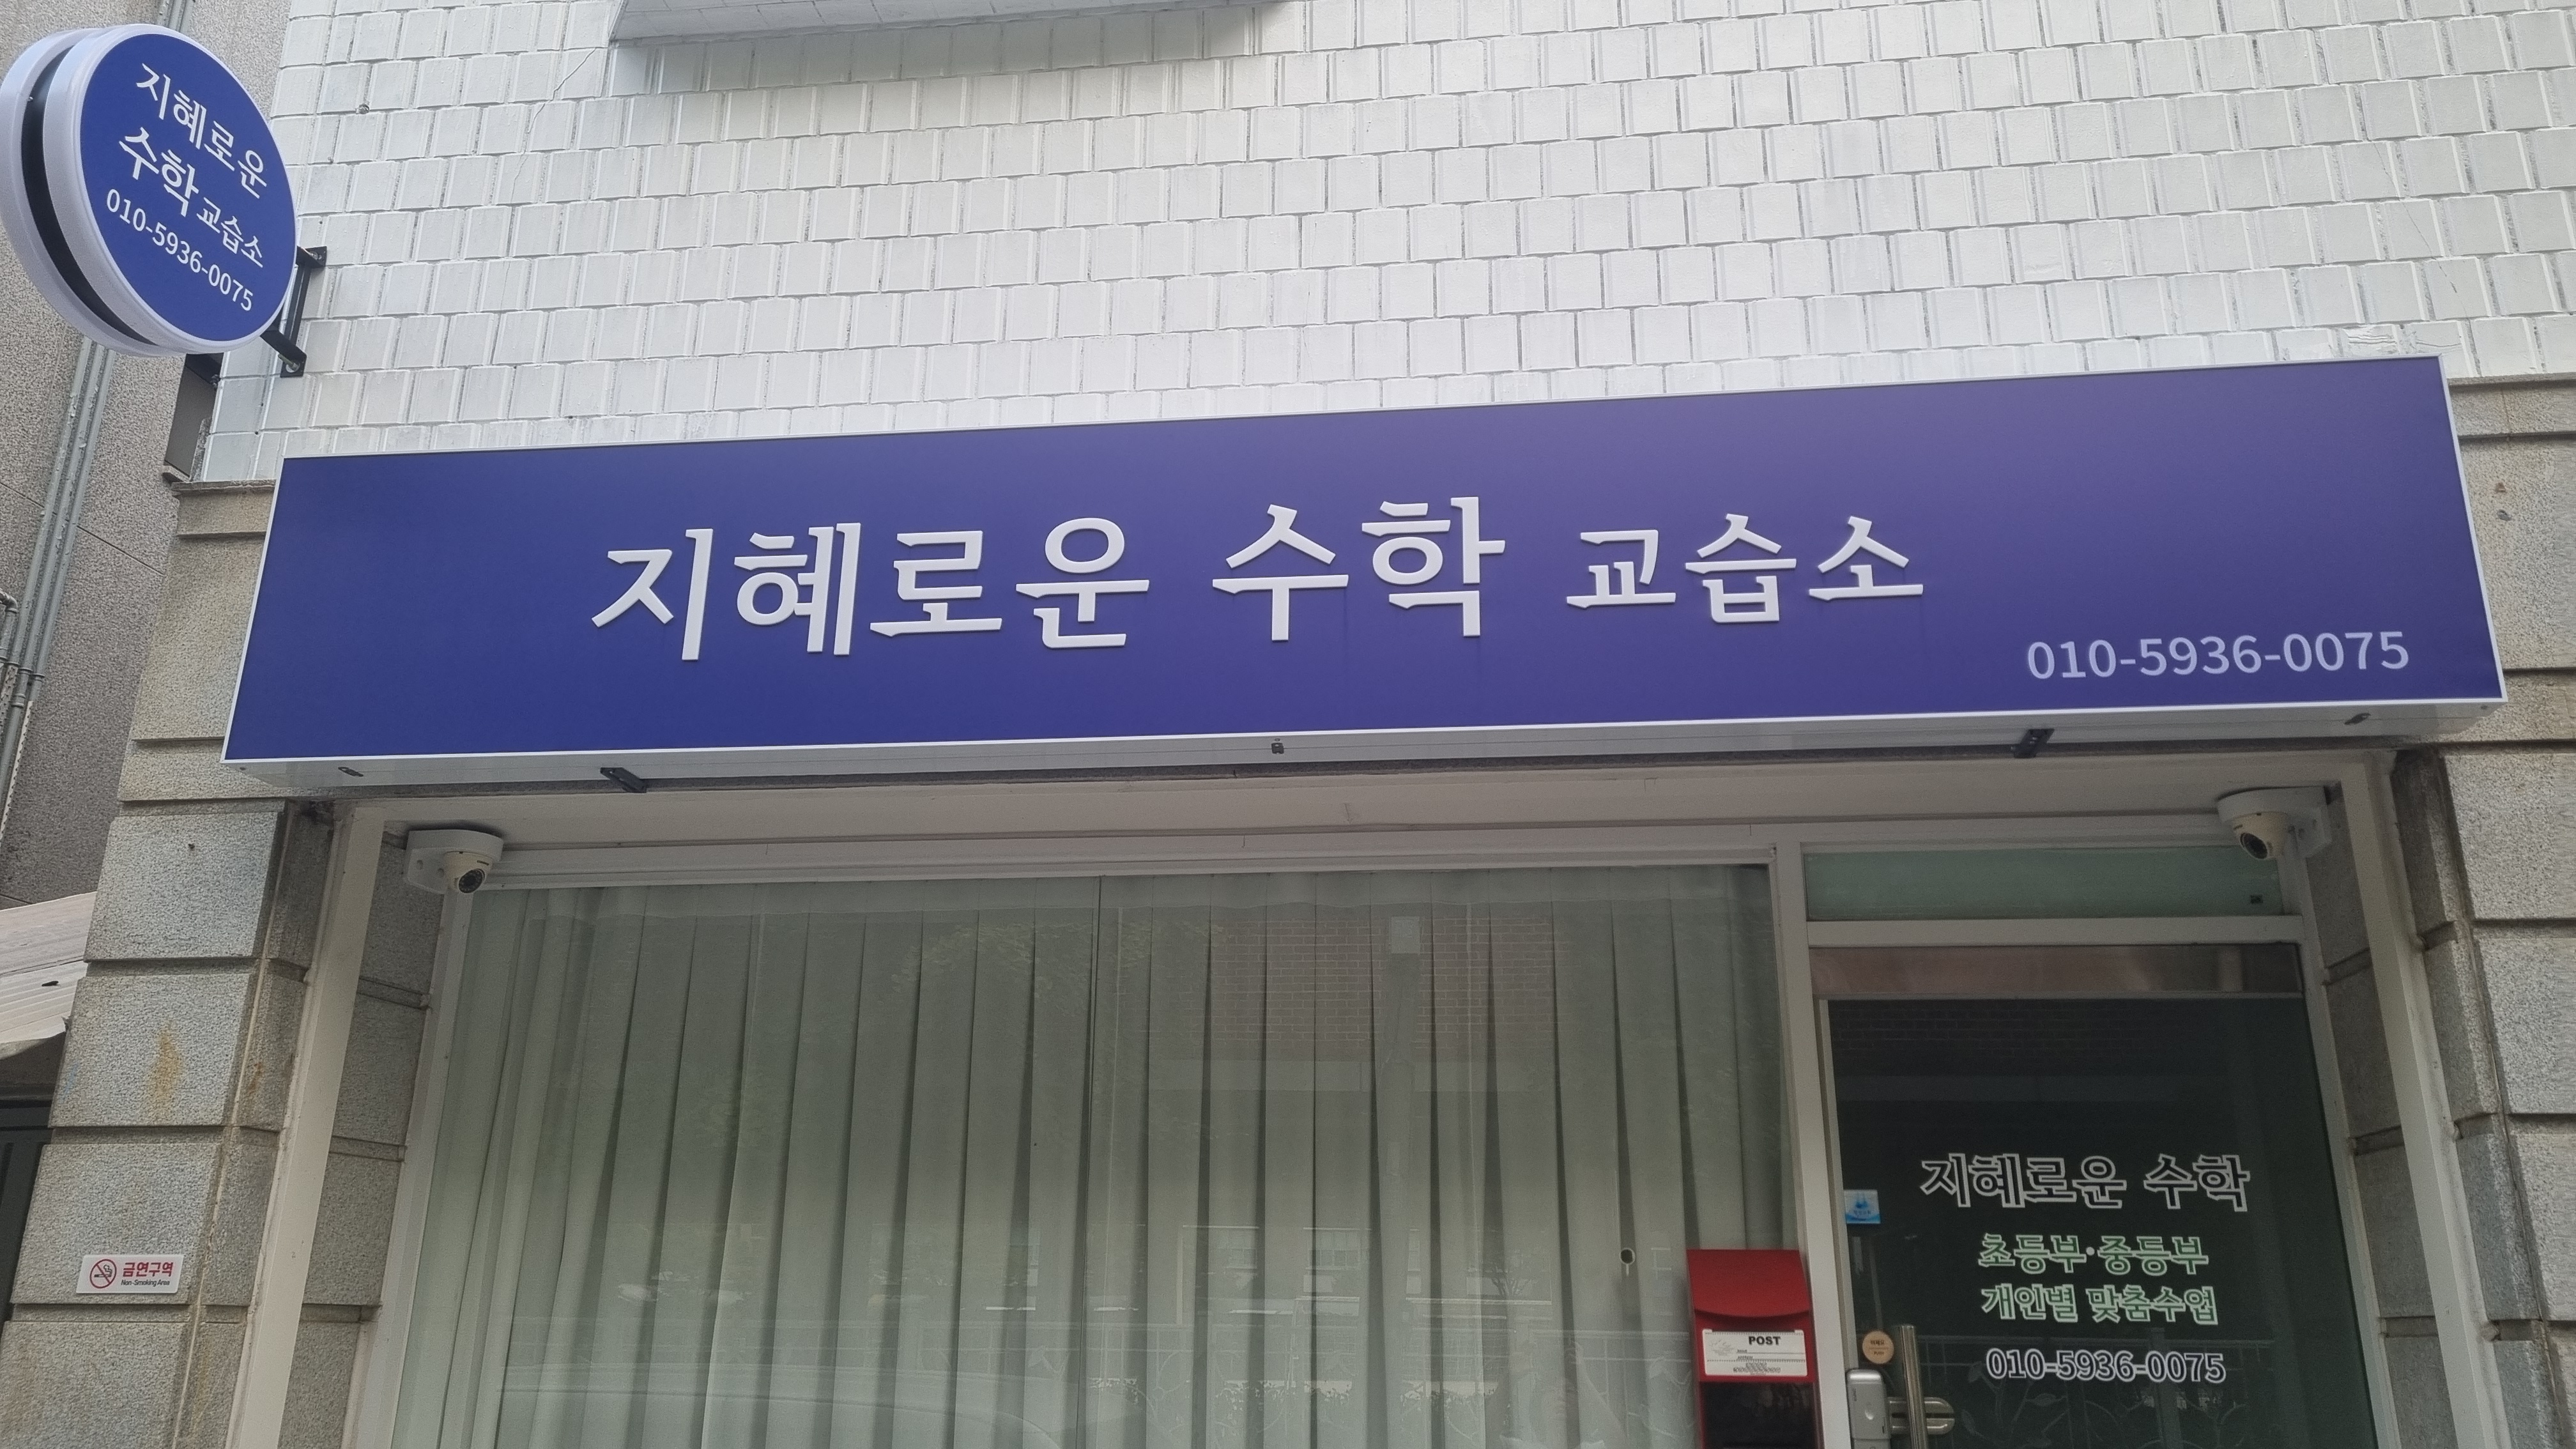 지혜로운
수학 교습소
010-5936-0075
지혜로운 수학 교습소
010-5936-0075
지혜로운 수학
초등부·중등부
개인별 맞춤수업
010-5936-0075
금연구역
Non-Smoking Area
POST